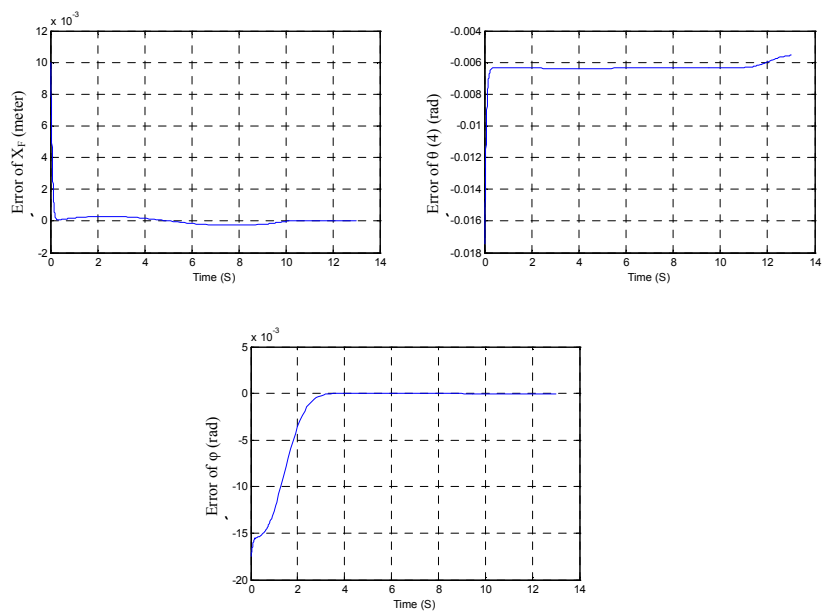 x 10⁻³
12
10
8
6
4
2
0
-2
0 2 4 6 8 10 12 14
Time (S)
Error of X_F (meter)
-0.004
-0.006
-0.008
-0.01
-0.012
-0.014
-0.016
-0.018
0 2 4 6 8 10 12 14
Time (S)
Error of θ (4) (rad)
x 10⁻³
5
0
-5
-10
-15
-20
0 2 4 6 8 10 12 14
Time (S)
Error of φ (rad)